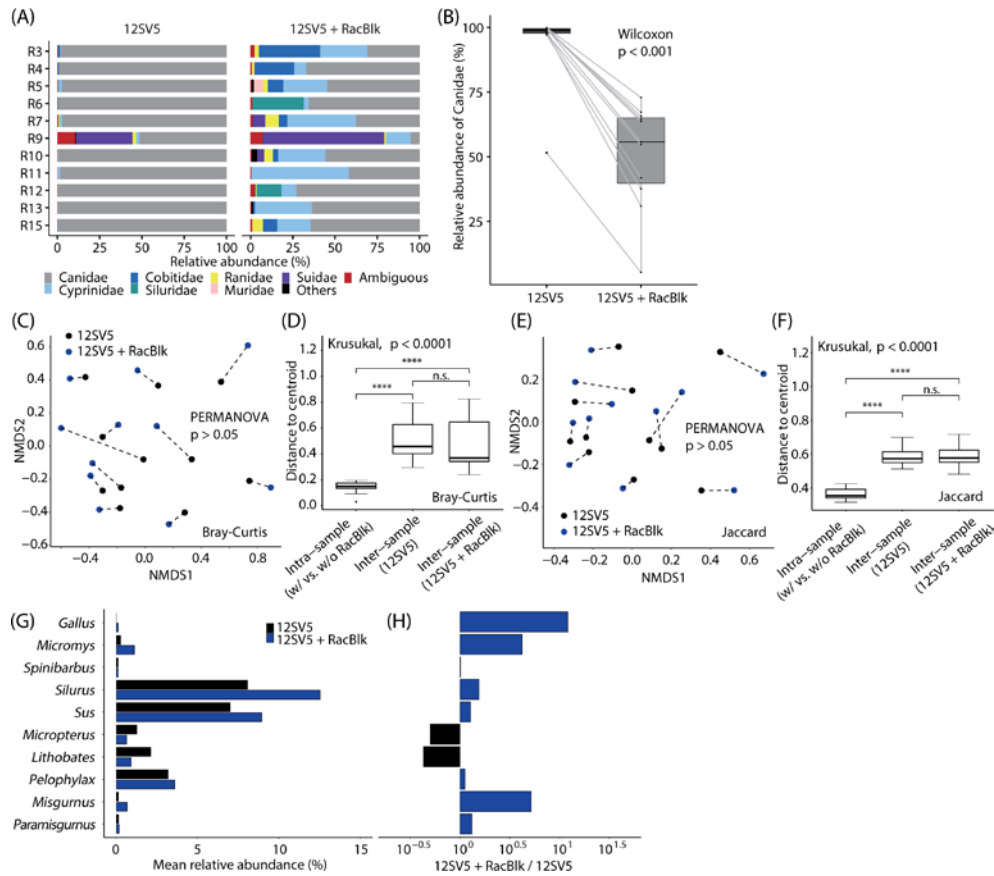 (A)
12SV5 12SV5 + RacBlk
R3
R4
R5
R6
R7
R9
R10
R11
R12
R13
R15
0 25 50 75 100 0 25 50 75 100
Relative abundance (%)
Canidae Cobitidae Ranidae Suidae Ambiguous
Cyprinidae Siluridae Muridae Others
(B)
Relative abundance of Canidae (%)
100
75
50
25
Wilcoxon
p < 0.001
12SV5 12SV5 + RacBlk
(C)
12SV5
12SV5 + RacBlk
NMDS2
0.6
0.4
0.2
0.0
−0.2
−0.4
−0.6
PERMANOVA
p > 0.05
Bray-Curtis
−0.4 0.0 0.4 0.8
NMDS1
(D)
Krusukal, p < 0.0001
Distance to centroid
1.2
1.0
0.8
0.6
0.4
0.2
0.0
****
****
n.s.
Bray-Curtis
Intra−sample
(w/ vs. w/o RacBlk)
Inter−sample
(12SV5)
Inter−sample
(12SV5 + RacBlk)
(E)
NMDS2
0.4
0.2
0.0
−0.2
−0.4
PERMANOVA
p > 0.05
12SV5
12SV5 + RacBlk
Jaccard
−0.4 −0.2 0.0 0.2 0.4 0.6
NMDS1
(F)
Krusukal, p < 0.0001
Distance to centroid
1.2
1.0
0.8
0.6
0.4
****
****
n.s.
Jaccard
Intra−sample
(w/ vs. w/o RacBlk)
Inter−sample
(12SV5)
Inter−sample
(12SV5 + RacBlk)
(G)
12SV5
12SV5 + RacBlk
Gallus
Micromys
Spinibarbus
Silurus
Sus
Micropterus
Lithobates
Pelophylax
Misgurnus
Paramisgurnus
0 5 10 15
Mean relative abundance (%)
(H)
10−0.5 100 100.5 101 101.5
12SV5 + RacBlk / 12SV5